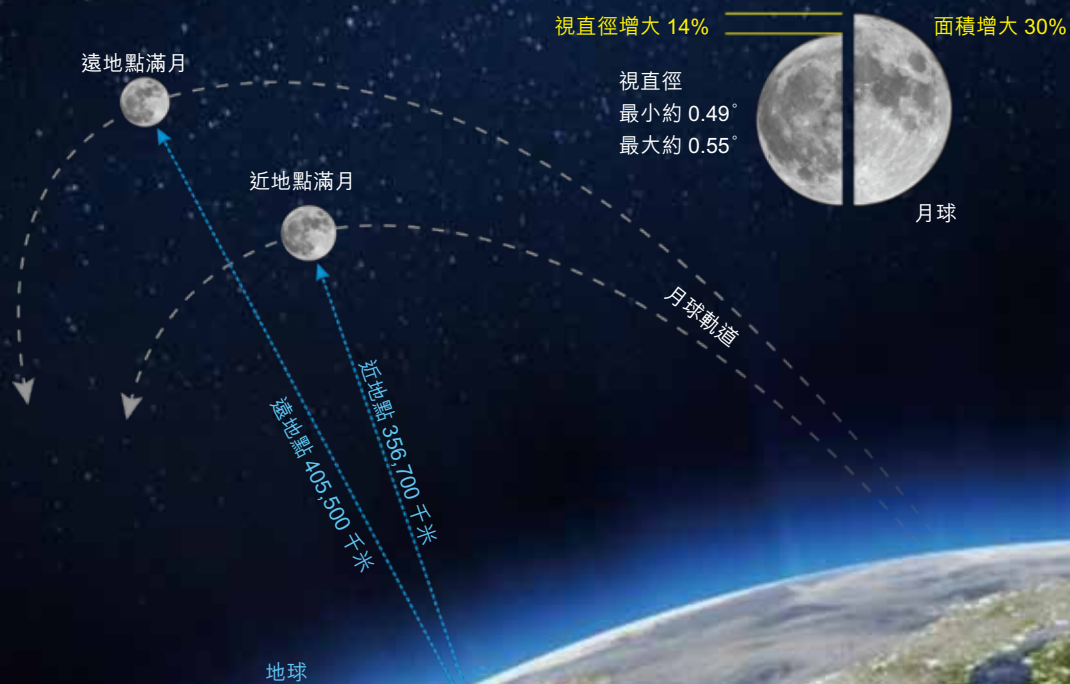 視直徑增大 14%
面積增大 30%
遠地點滿月
視直徑
最小約 0.49°
最大約 0.55°
近地點滿月
月球
月球軌道
近地點 356,700 千米
遠地點 405,500 千米
地球